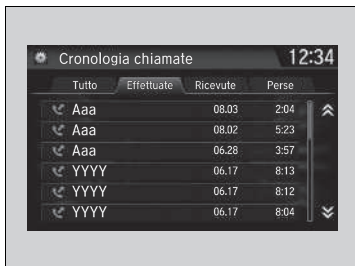 Cronologia chiamate 12:34
Tutto Effettuate Ricevute Perse
Aaa 08.03 2:04
Aaa 08.02 5:23
Aaa 06.28 3:57
YYYY 06.17 8:13
YYYY 06.17 8:12
YYYY 06.17 8:04